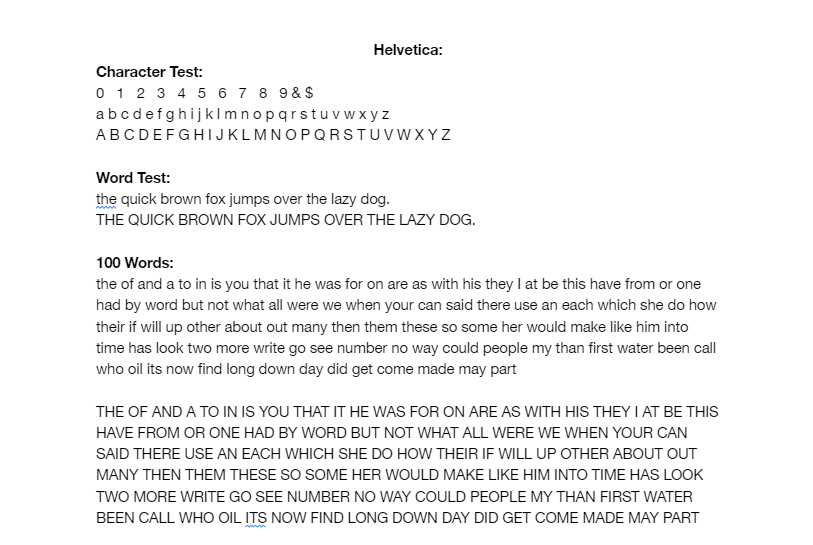 Helvetica:
Character Test:
0 1 2 3 4 5 6 7 8 9 & $
a b c d e f g h i j k l m n o p q r s t u v w x y z
A B C D E F G H I J K L M N O P Q R S T U V W X Y Z
Word Test:
the quick brown fox jumps over the lazy dog.
THE QUICK BROWN FOX JUMPS OVER THE LAZY DOG.
100 Words:
the of and a to in is you that it he was for on are as with his they I at be this have from or one
had by word but not what all were we when your can said there use an each which she do how
their if will up other about out many then them these so some her would make like him into
time has look two more write go see number no way could people my than first water been call
who oil its now find long down day did get come made may part
THE OF AND A TO IN IS YOU THAT IT HE WAS FOR ON ARE AS WITH HIS THEY I AT BE THIS
HAVE FROM OR ONE HAD BY WORD BUT NOT WHAT ALL WERE WE WHEN YOUR CAN
SAID THERE USE AN EACH WHICH SHE DO HOW THEIR IF WILL UP OTHER ABOUT OUT
MANY THEN THEM THESE SO SOME HER WOULD MAKE LIKE HIM INTO TIME HAS LOOK
TWO MORE WRITE GO SEE NUMBER NO WAY COULD PEOPLE MY THAN FIRST WATER
BEEN CALL WHO OIL ITS NOW FIND LONG DOWN DAY DID GET COME MADE MAY PART